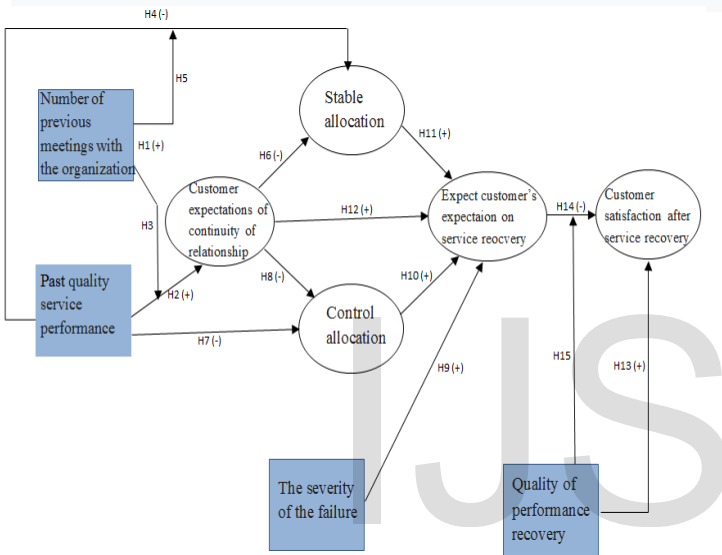 H4 (-)
H5
Number of
previous
meetings with
the organization
H1 (+)
Stable
allocation
H11 (+)
H6 (-)
Customer
expectations of
continuity of
relationship
H12 (+)
Expect customer's
expectaion on
service reocvery
H14 (-)
Customer
satisfaction after
service recovery
H3
H8 (-)
H10 (+)
Past quality
service
performance
H2 (+)
H7 (-)
Control
allocation
H9 (+)
H15
H13 (+)
The severity
of the failure
Quality of
performance
recovery
IJS